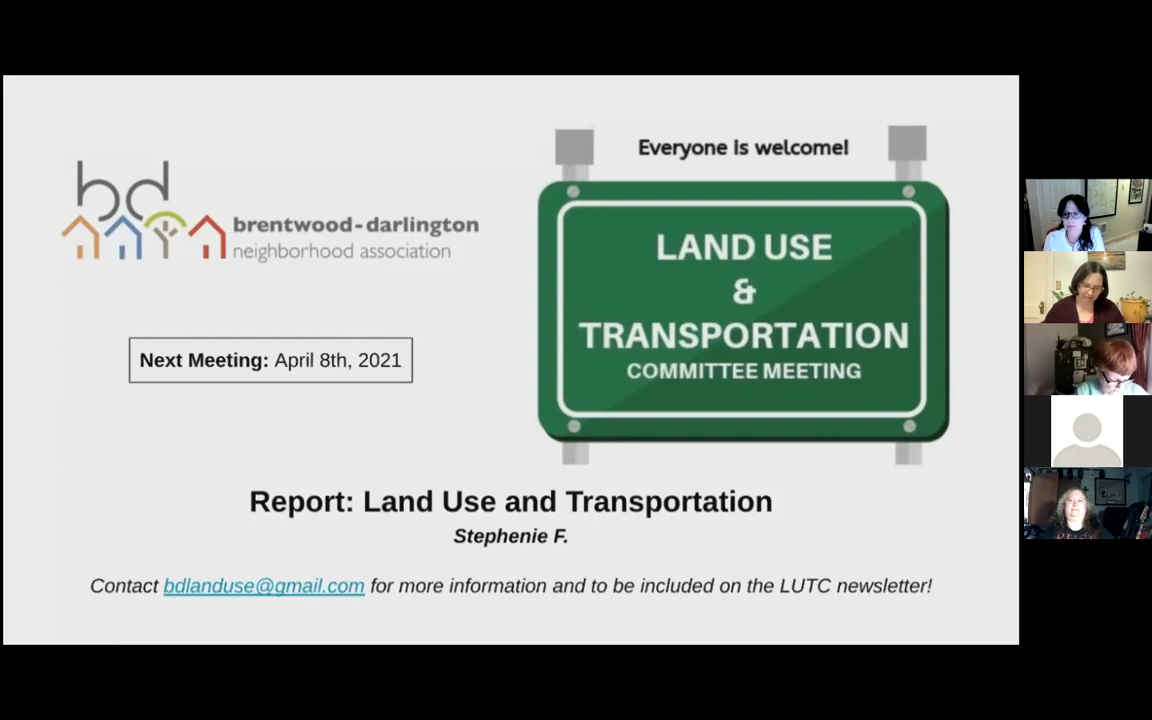 bd
brentwood-darlington
neighborhood association
Everyone is welcome!
LAND USE
&
TRANSPORTATION
COMMITTEE MEETING
Next Meeting: April 8th, 2021
Report: Land Use and Transportation
Stephenie F.
Contact bdlanduse@gmail.com for more information and to be included on the LUTC newsletter!